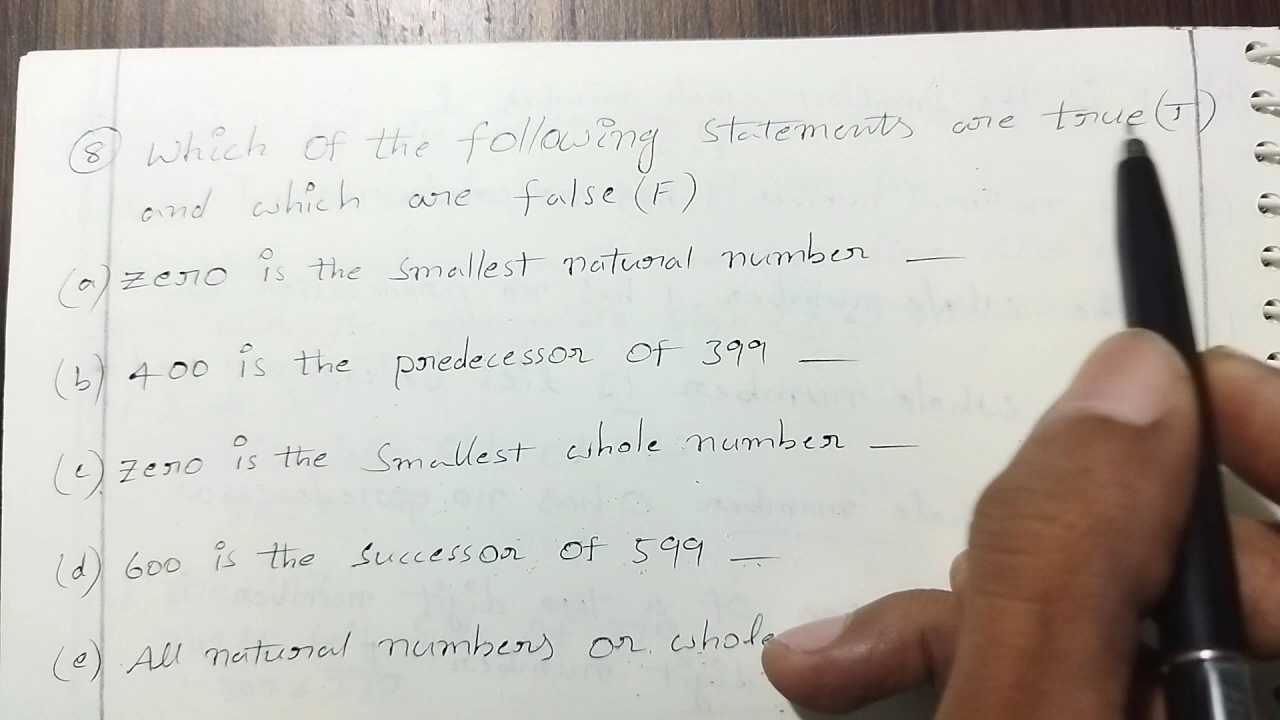 (8) Which of the following statements are true(T)
and which are false(F)
(a) zero is the smallest natural number —
(b) 400 is the predecessor of 399 —
(c) zero is the smallest whole number —
(d) 600 is the successor of 599 —
(e) All natural numbers or whole